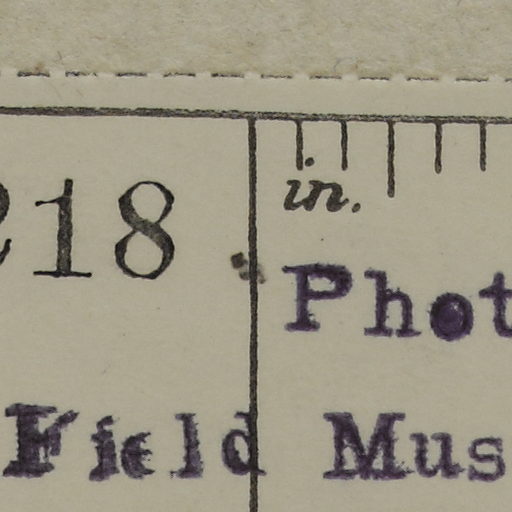 in.
218
Phot
Field Mus